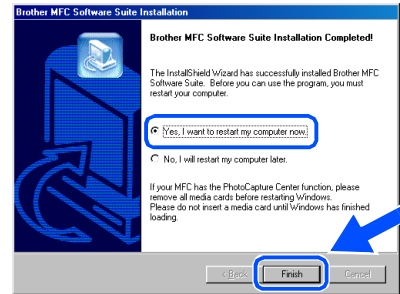 Brother MFC Software Suite Installation
Brother MFC Software Suite Installation Completed!
The InstallShield Wizard has successfully installed Brother MFC
Software Suite. Before you can use the program, you must
restart your computer.
Yes, I want to restart my computer now.
No, I will restart my computer later.
If your MFC has the PhotoCapture Center function, please
remove all media cards before restarting Windows.
Please do not insert a media card until Windows has finished
loading.
< Back
Finish
Cancel